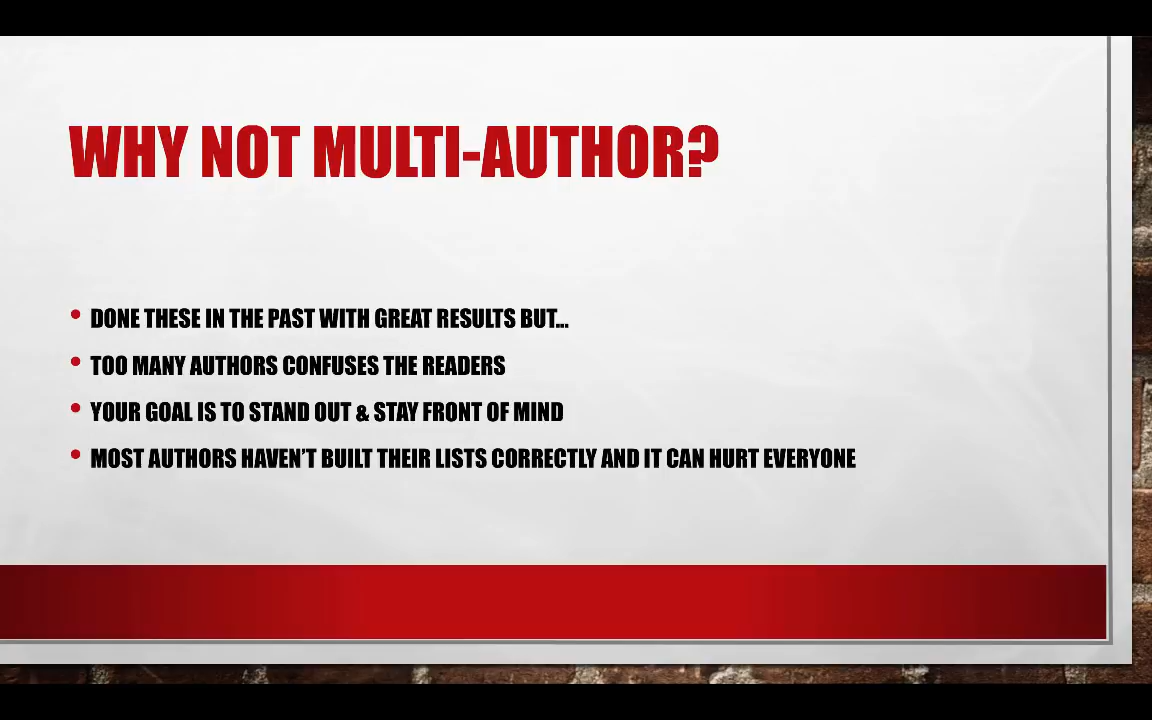 WHY NOT MULTI-AUTHOR?
• DONE THESE IN THE PAST WITH GREAT RESULTS BUT...
• TOO MANY AUTHORS CONFUSES THE READERS
• YOUR GOAL IS TO STAND OUT & STAY FRONT OF MIND
• MOST AUTHORS HAVEN'T BUILT THEIR LISTS CORRECTLY AND IT CAN HURT EVERYONE